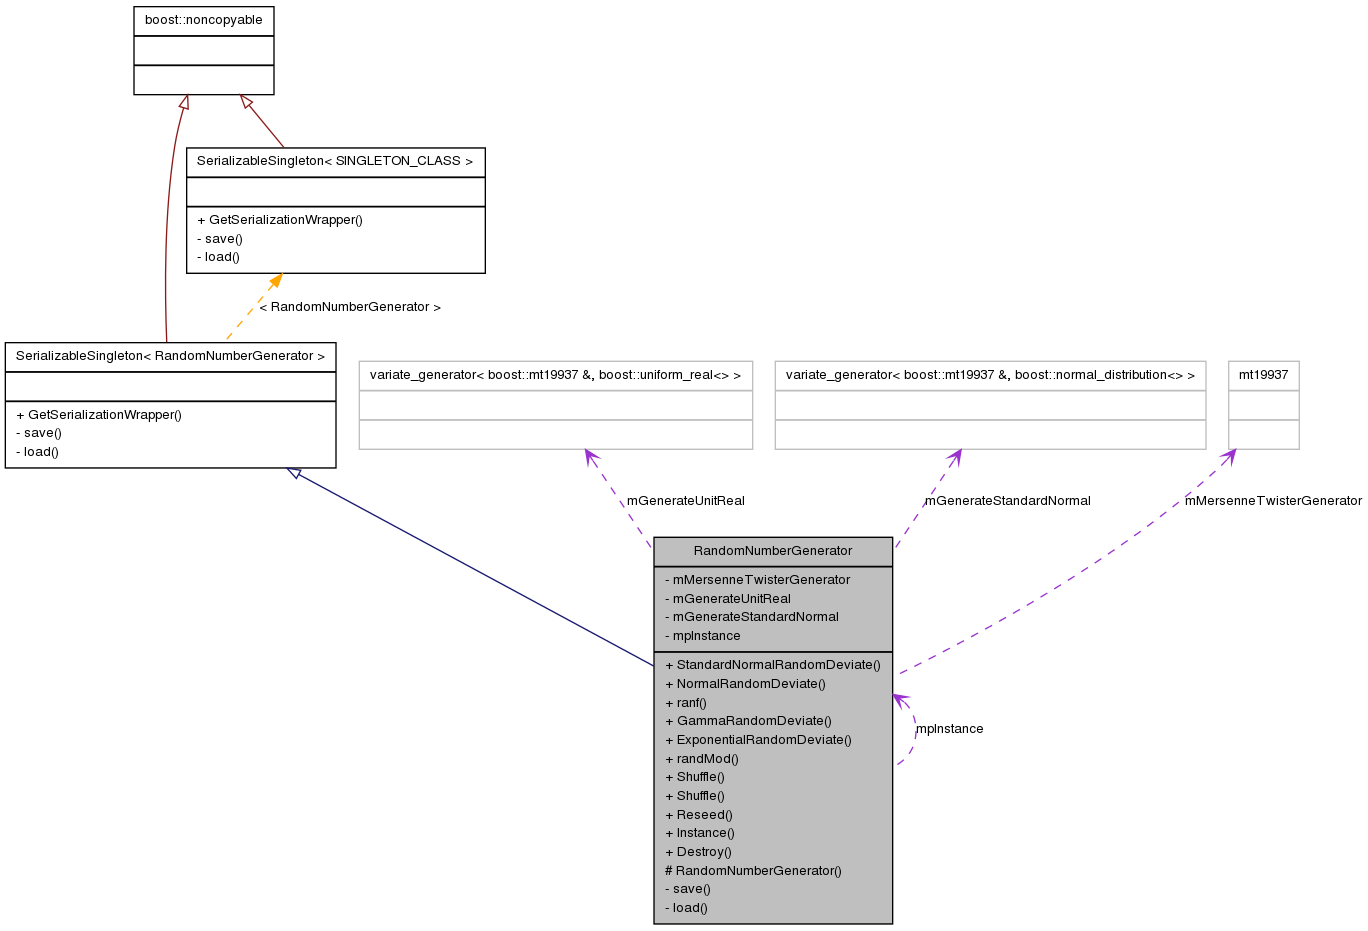 boost::noncopyable
SerializableSingleton< SINGLETON_CLASS >
+ GetSerializationWrapper()
- save()
- load()
< RandomNumberGenerator >
SerializableSingleton< RandomNumberGenerator >
+ GetSerializationWrapper()
- save()
- load()
variate_generator< boost::mt19937 &, boost::uniform_real<> >
variate_generator< boost::mt19937 &, boost::normal_distribution<> >
mt19937
mGenerateUnitReal
mGenerateStandardNormal
mMersenneTwisterGenerator
RandomNumberGenerator
- mMersenneTwisterGenerator
- mGenerateUnitReal
- mGenerateStandardNormal
- mpInstance
+ StandardNormalRandomDeviate()
+ NormalRandomDeviate()
+ ranf()
+ GammaRandomDeviate()
+ ExponentialRandomDeviate()
+ randMod()
+ Shuffle()
+ Shuffle()
+ Reseed()
+ Instance()
+ Destroy()
# RandomNumberGenerator()
- save()
- load()
mpInstance